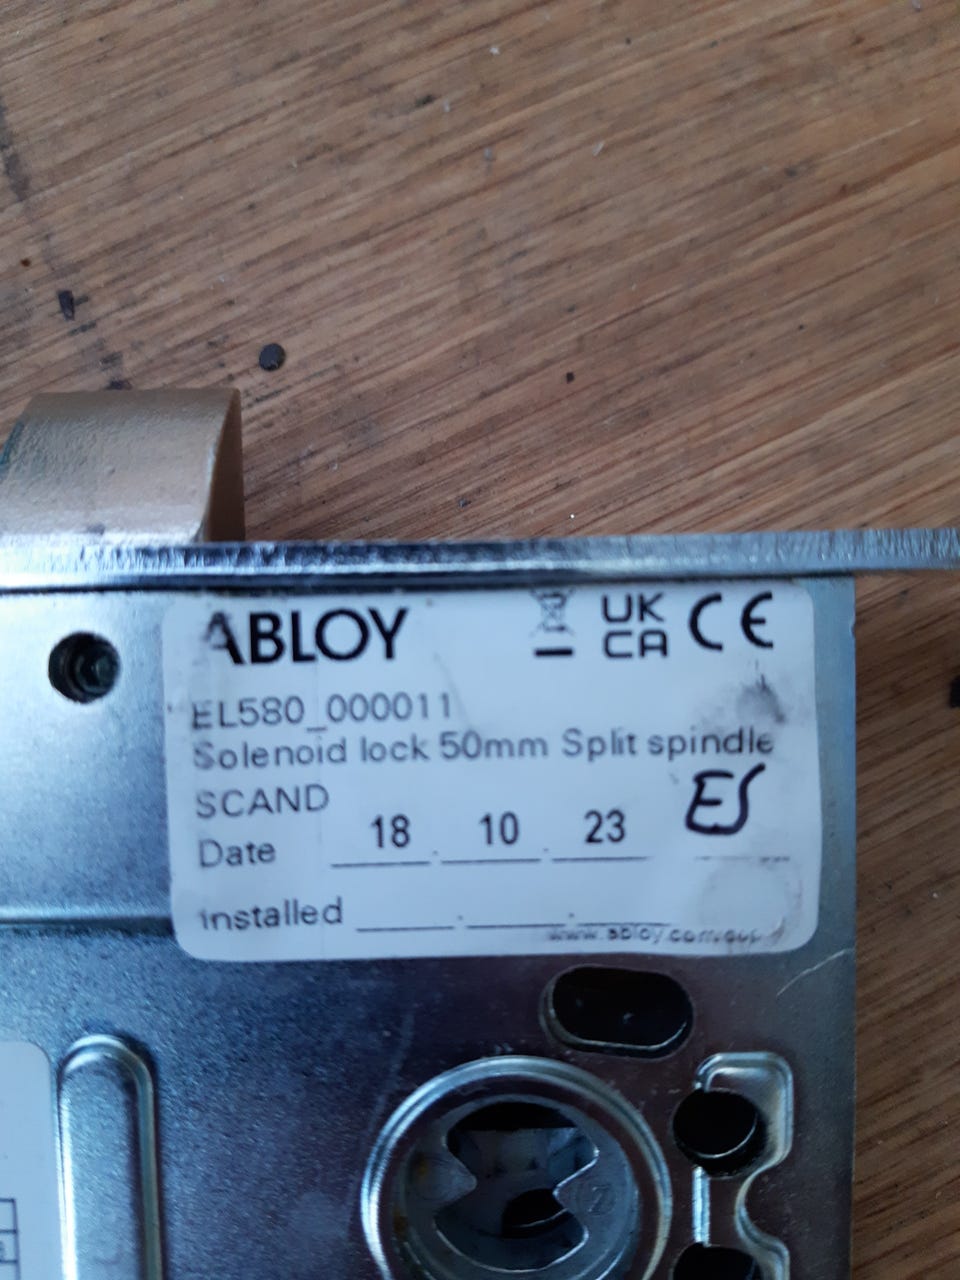 ABLOY UK CA CE
EL580_000011
Solenoid lock 50mm Split spindle
SCAND ES
Date 18 . 10 . 23
installed